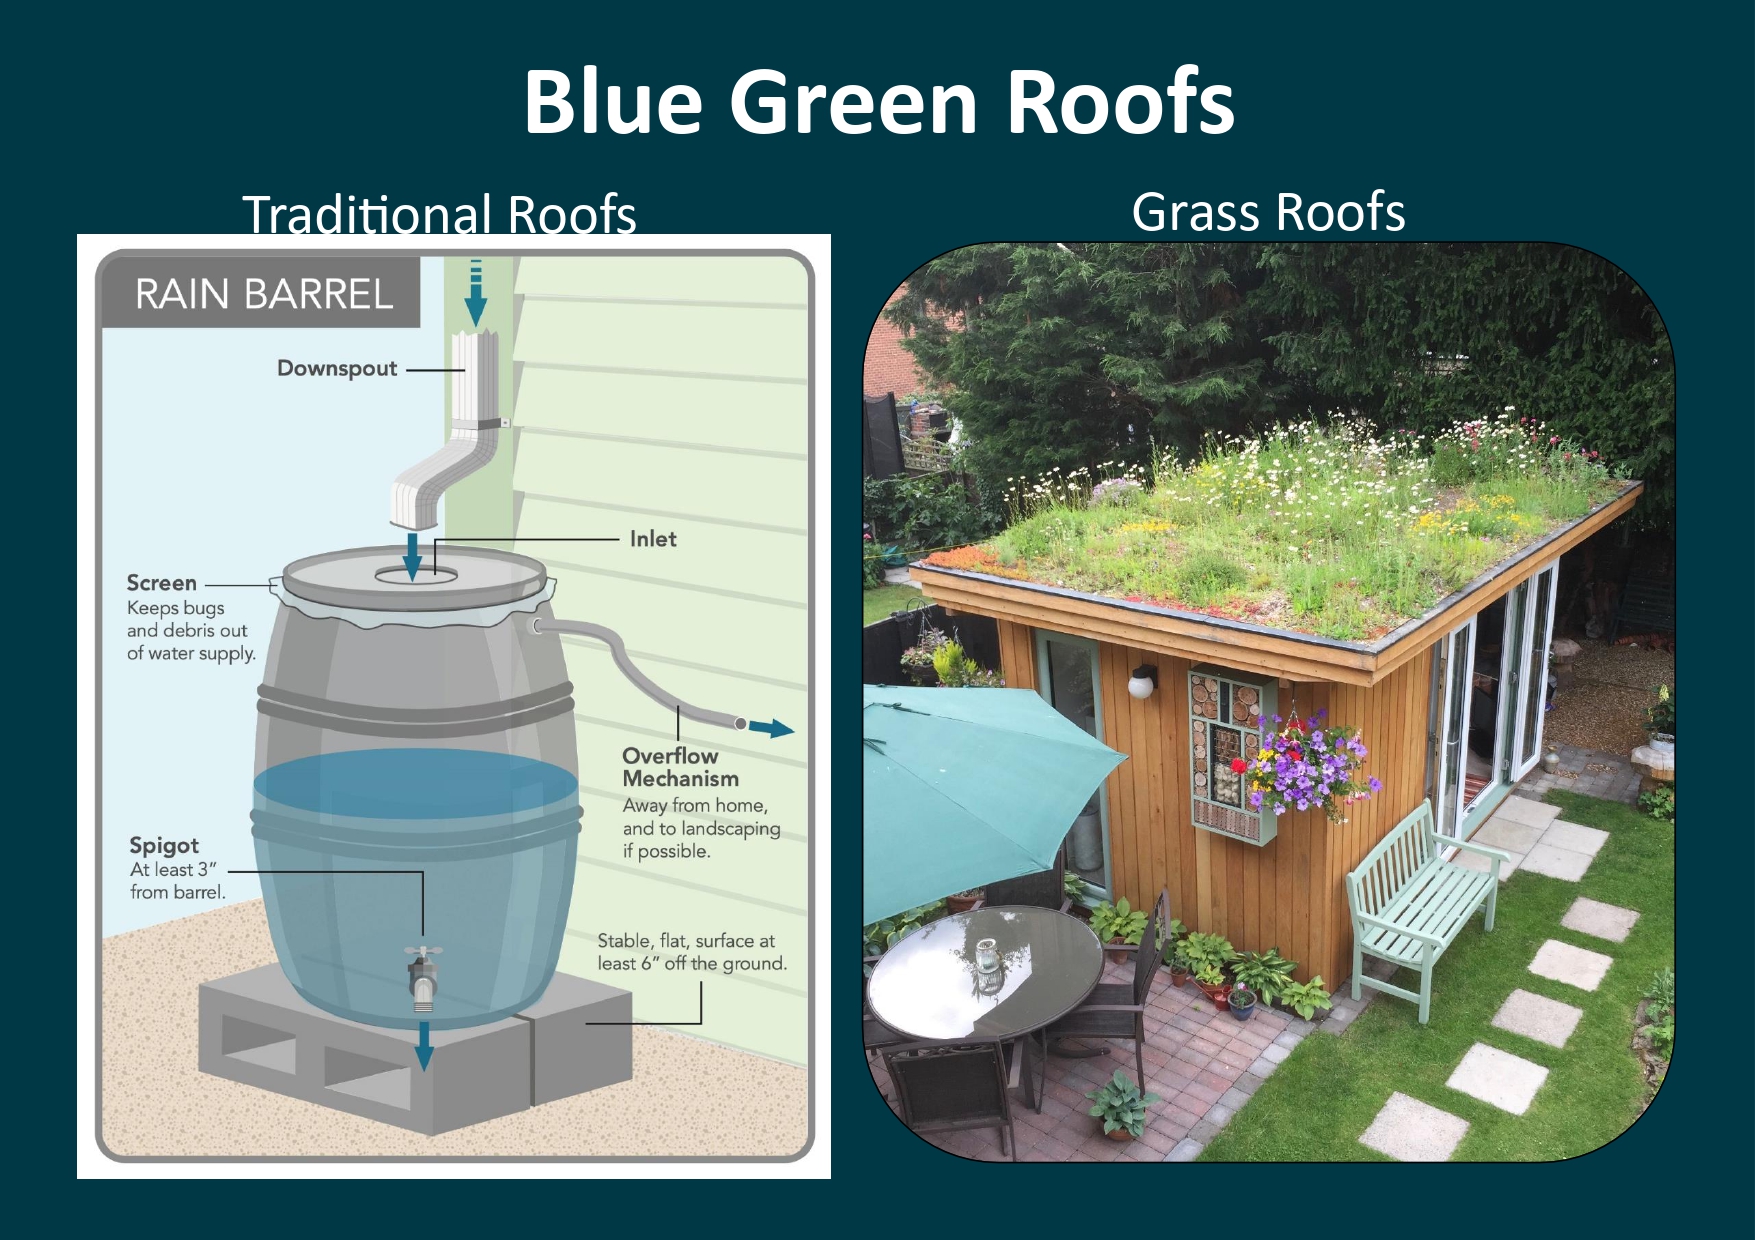 Blue Green Roofs
Traditional Roofs
Grass Roofs
RAIN BARREL
Downspout
Inlet
Screen
Keeps bugs
and debris out
of water supply.
Overflow
Mechanism
Away from home,
and to landscaping
if possible.
Spigot
At least 3”
from barrel.
Stable, flat, surface at
least 6” off the ground.